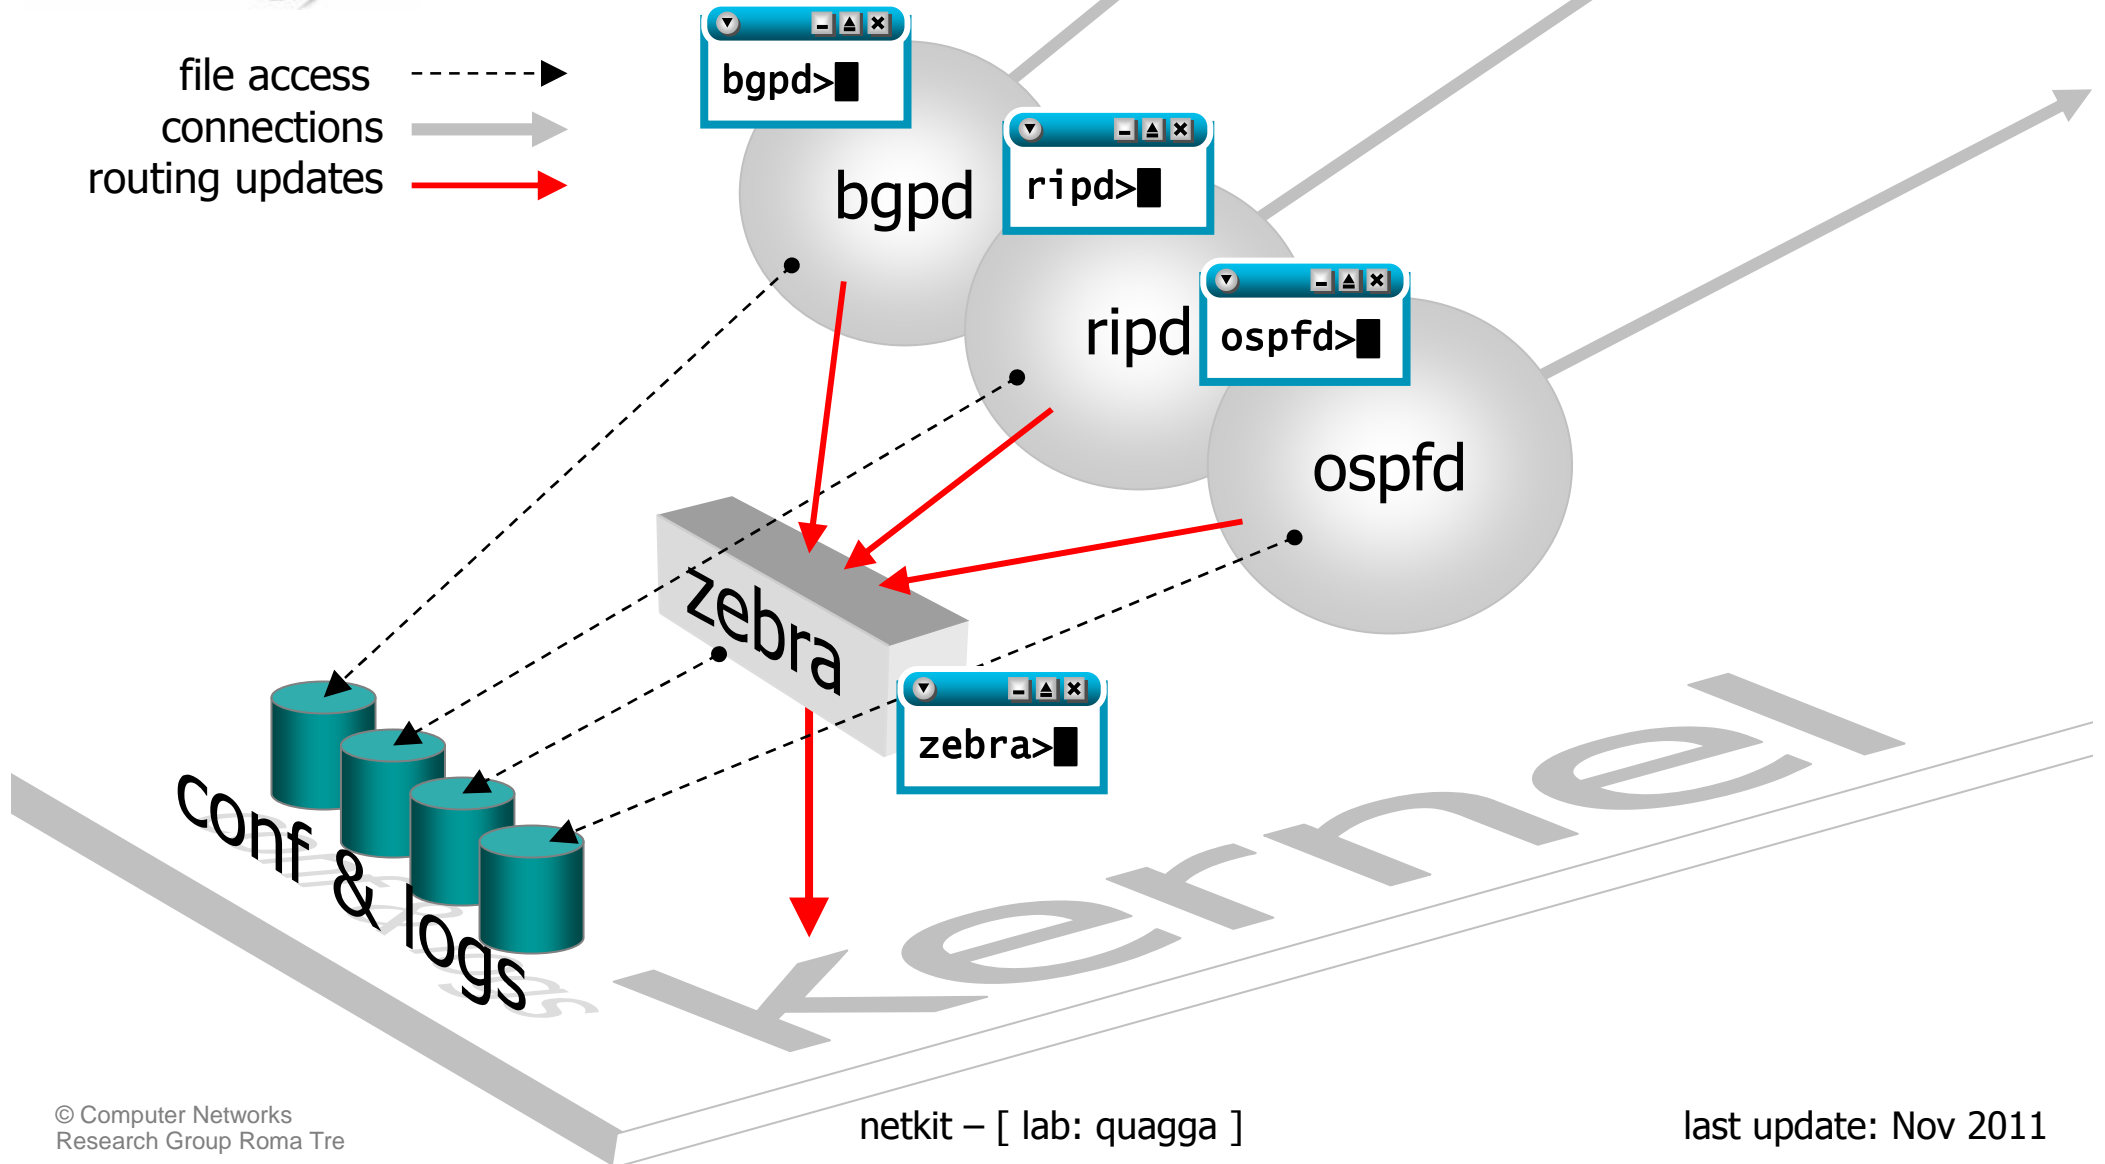 file access
connections
routing updates
bgpd>
bgpd
ripd>
ripd
ospfd>
ospfd
zebra
zebra>
conf & logs
kernel
© Computer Networks
Research Group Roma Tre
netkit – [ lab: quagga ]
last update: Nov 2011